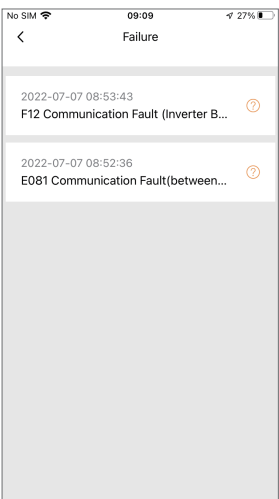 No SIM 09:09 27%
Failure
2022-07-07 08:53:43
F12 Communication Fault (Inverter B...
2022-07-07 08:52:36
E081 Communication Fault(between...